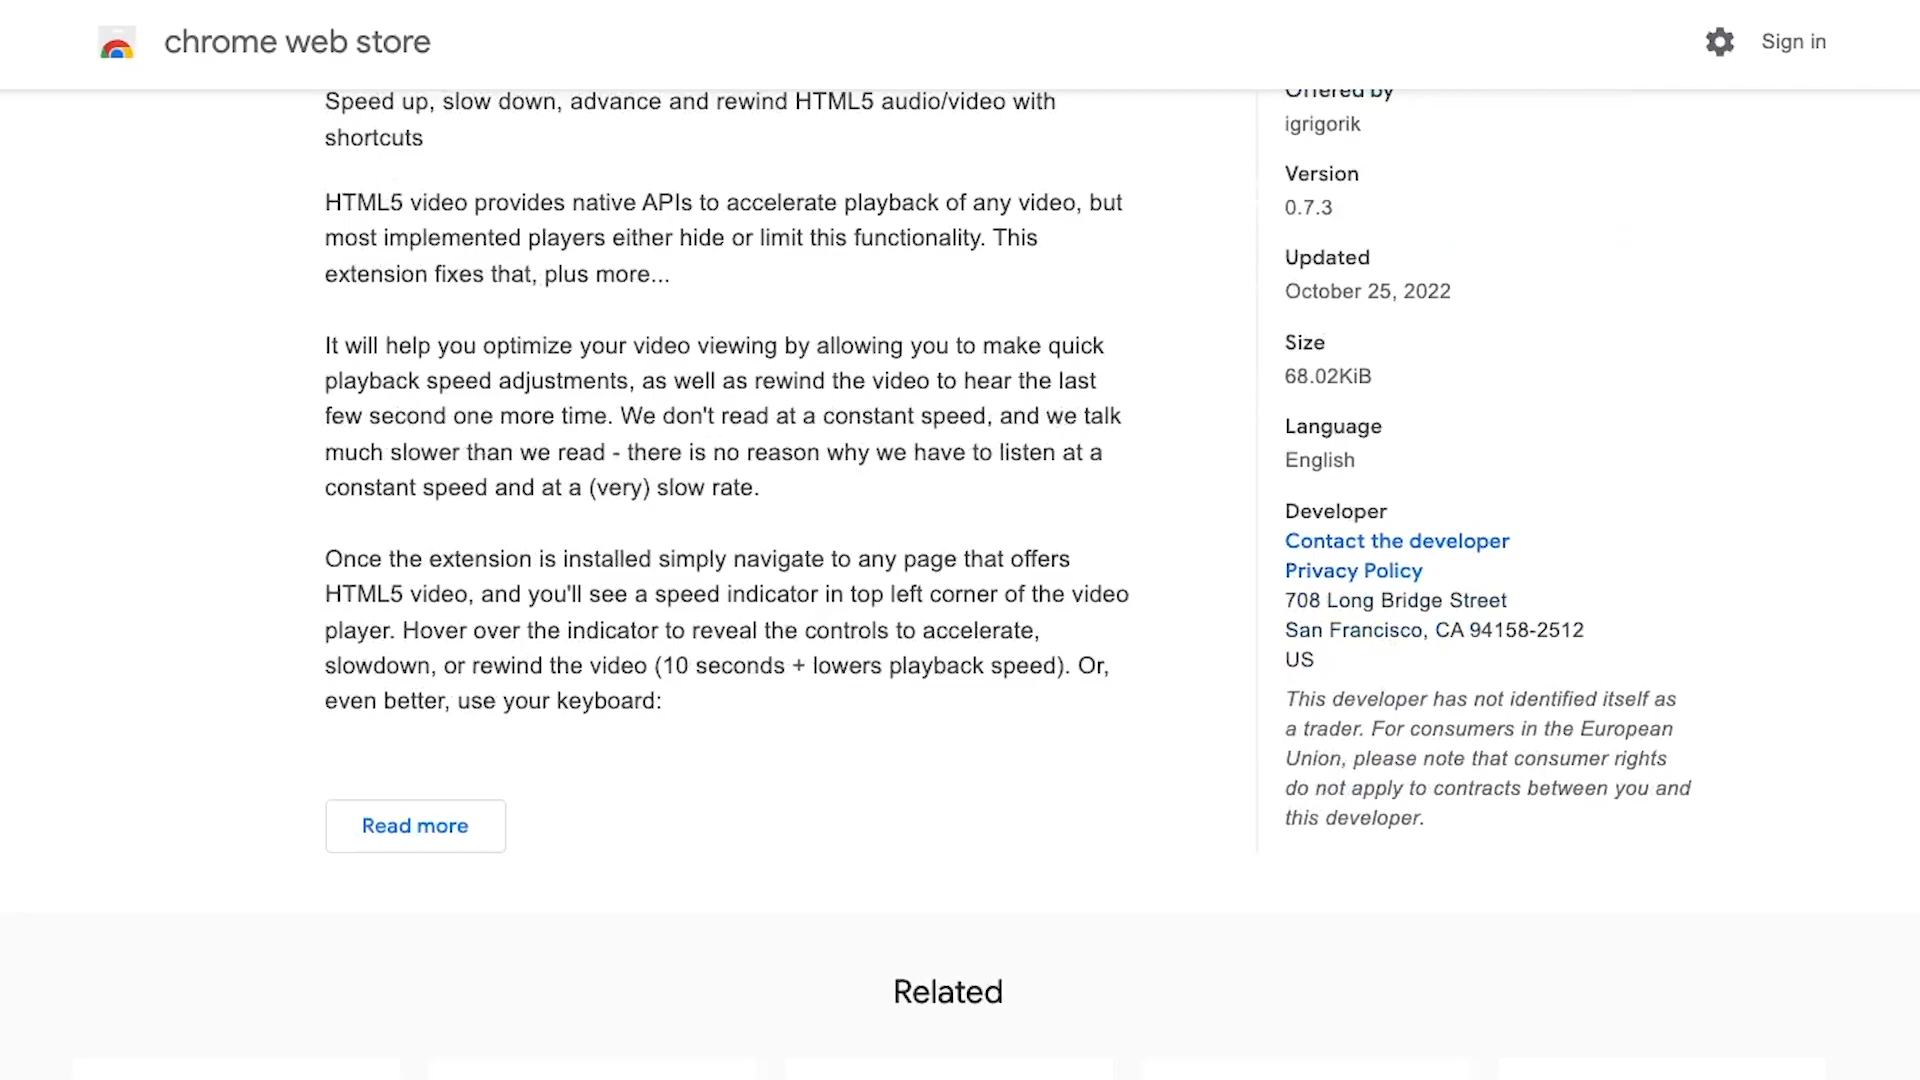 chrome web store
Sign in
Speed up, slow down, advance and rewind HTML5 audio/video with
shortcuts
HTML5 video provides native APIs to accelerate playback of any video, but
most implemented players either hide or limit this functionality. This
extension fixes that, plus more...
It will help you optimize your video viewing by allowing you to make quick
playback speed adjustments, as well as rewind the video to hear the last
few second one more time. We don't read at a constant speed, and we talk
much slower than we read - there is no reason why we have to listen at a
constant speed and at a (very) slow rate.
Once the extension is installed simply navigate to any page that offers
HTML5 video, and you'll see a speed indicator in top left corner of the video
player. Hover over the indicator to reveal the controls to accelerate,
slowdown, or rewind the video (10 seconds + lowers playback speed). Or,
even better, use your keyboard:
Read more
Offered by
igrigorik
Version
0.7.3
Updated
October 25, 2022
Size
68.02KiB
Language
English
Developer
Contact the developer
Privacy Policy
708 Long Bridge Street
San Francisco, CA 94158-2512
US
This developer has not identified itself as
a trader. For consumers in the European
Union, please note that consumer rights
do not apply to contracts between you and
this developer.
Related